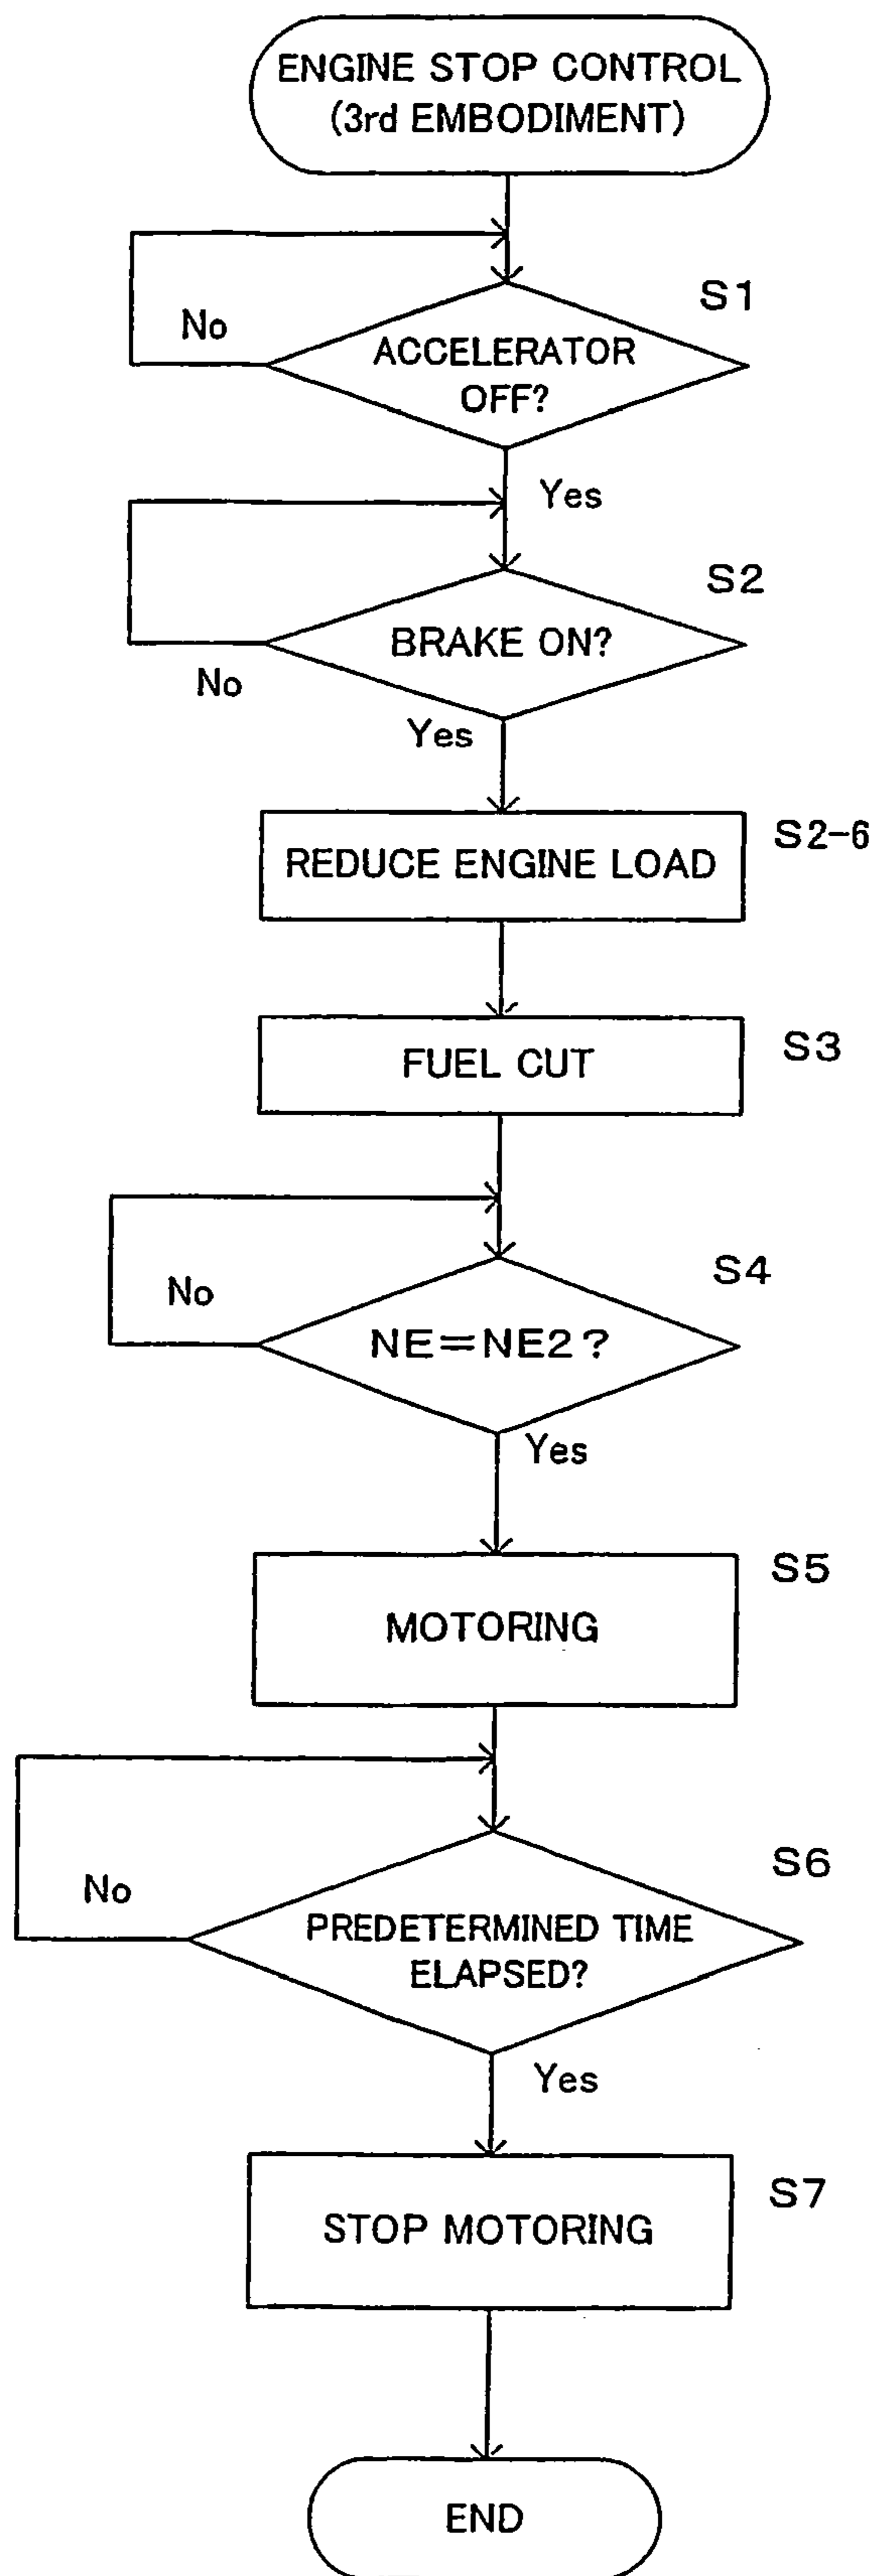 ENGINE STOP CONTROL
(3rd EMBODIMENT)
S1
No
ACCELERATOR
OFF?
Yes
S2
BRAKE ON?
No
Yes
S2-6
REDUCE ENGINE LOAD
S3
FUEL CUT
S4
No
NE=NE2?
Yes
S5
MOTORING
S6
No
PREDETERMINED TIME
ELAPSED?
Yes
S7
STOP MOTORING
END